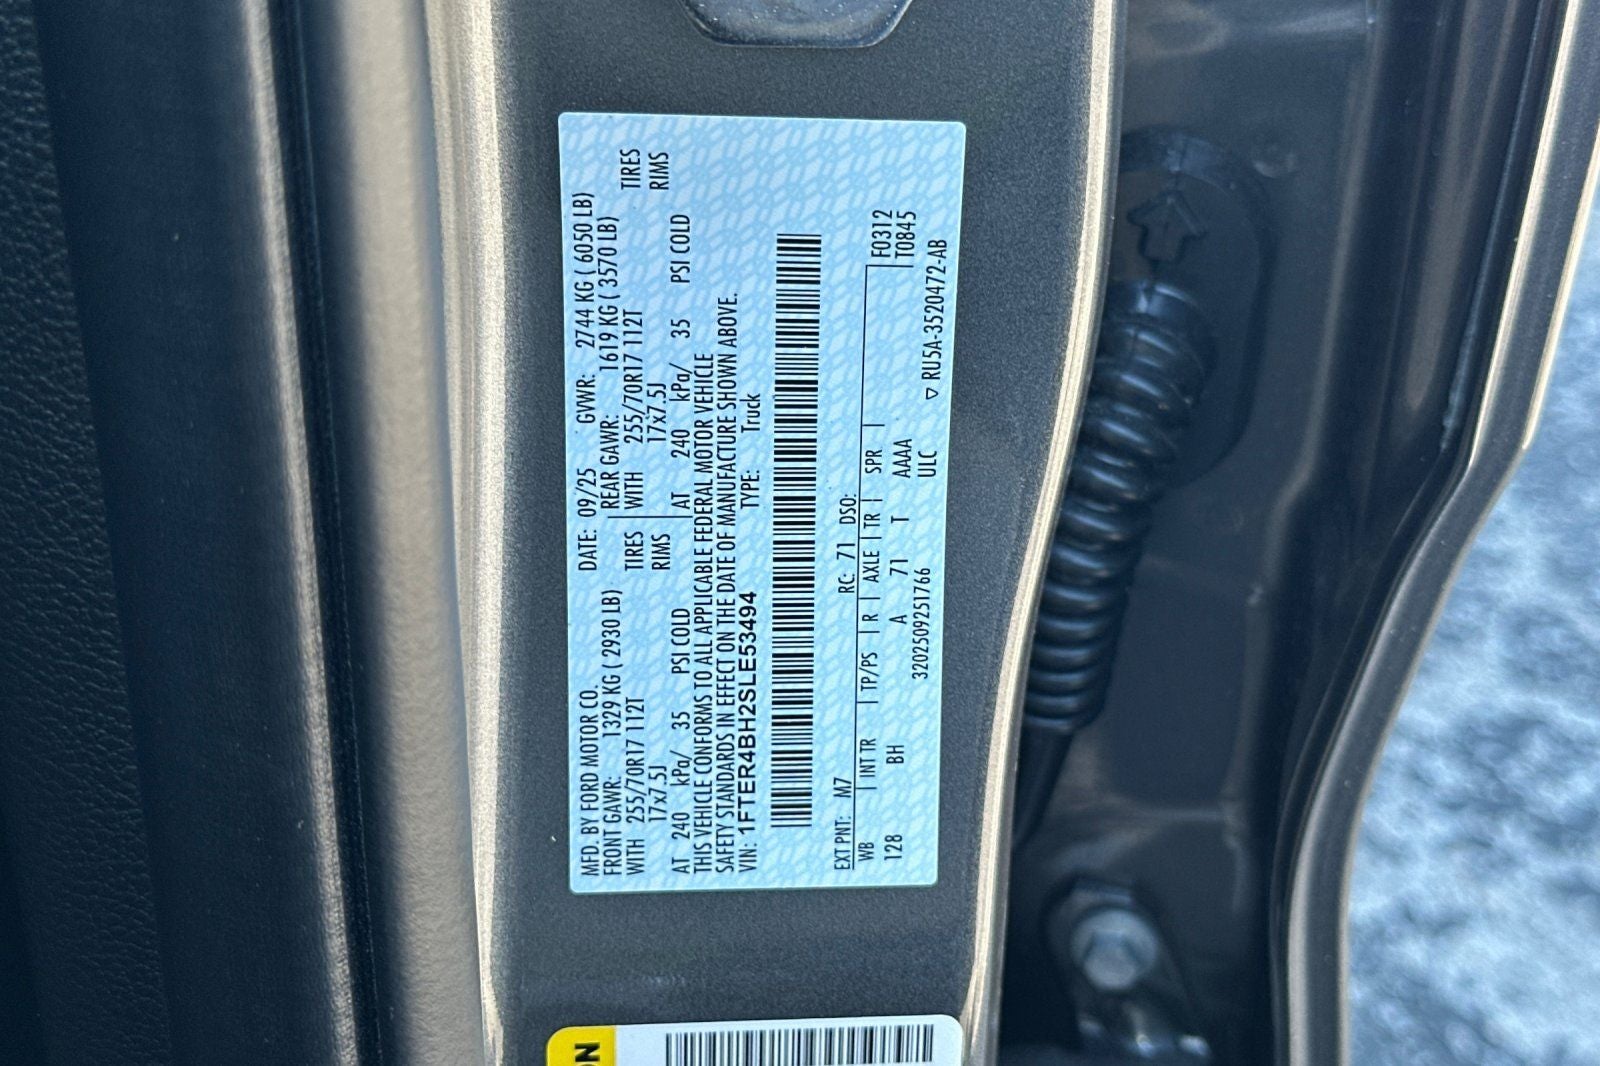 MFD. BY FORD MOTOR CO. DATE: 09/25 GVWR: 2744 KG ( 6050 LB)
FRONT GAWR: 1329 KG ( 2930 LB) REAR GAWR: 1619 KG ( 3570 LB)
WITH 255/70R17 112T TIRES WITH 255/70R17 112T TIRES
17x7.5J RIMS 17x7.5J RIMS
AT 240 kPa/ 35 PSI COLD AT 240 kPa/ 35 PSI COLD
THIS VEHICLE CONFORMS TO ALL APPLICABLE FEDERAL MOTOR VEHICLE
SAFETY STANDARDS IN EFFECT ON THE DATE OF MANUFACTURE SHOWN ABOVE.
VIN: 1FTER4BH2SLE53494 TYPE: Truck
EXT PNT: M7 RC: 71 DSO: F0312
WB INT TR TP/PS R AXLE TR SPR T0845
128 BH A 71 T AAAA
3202509251766 ULC
▽ RU5A-3520472-AB
ON